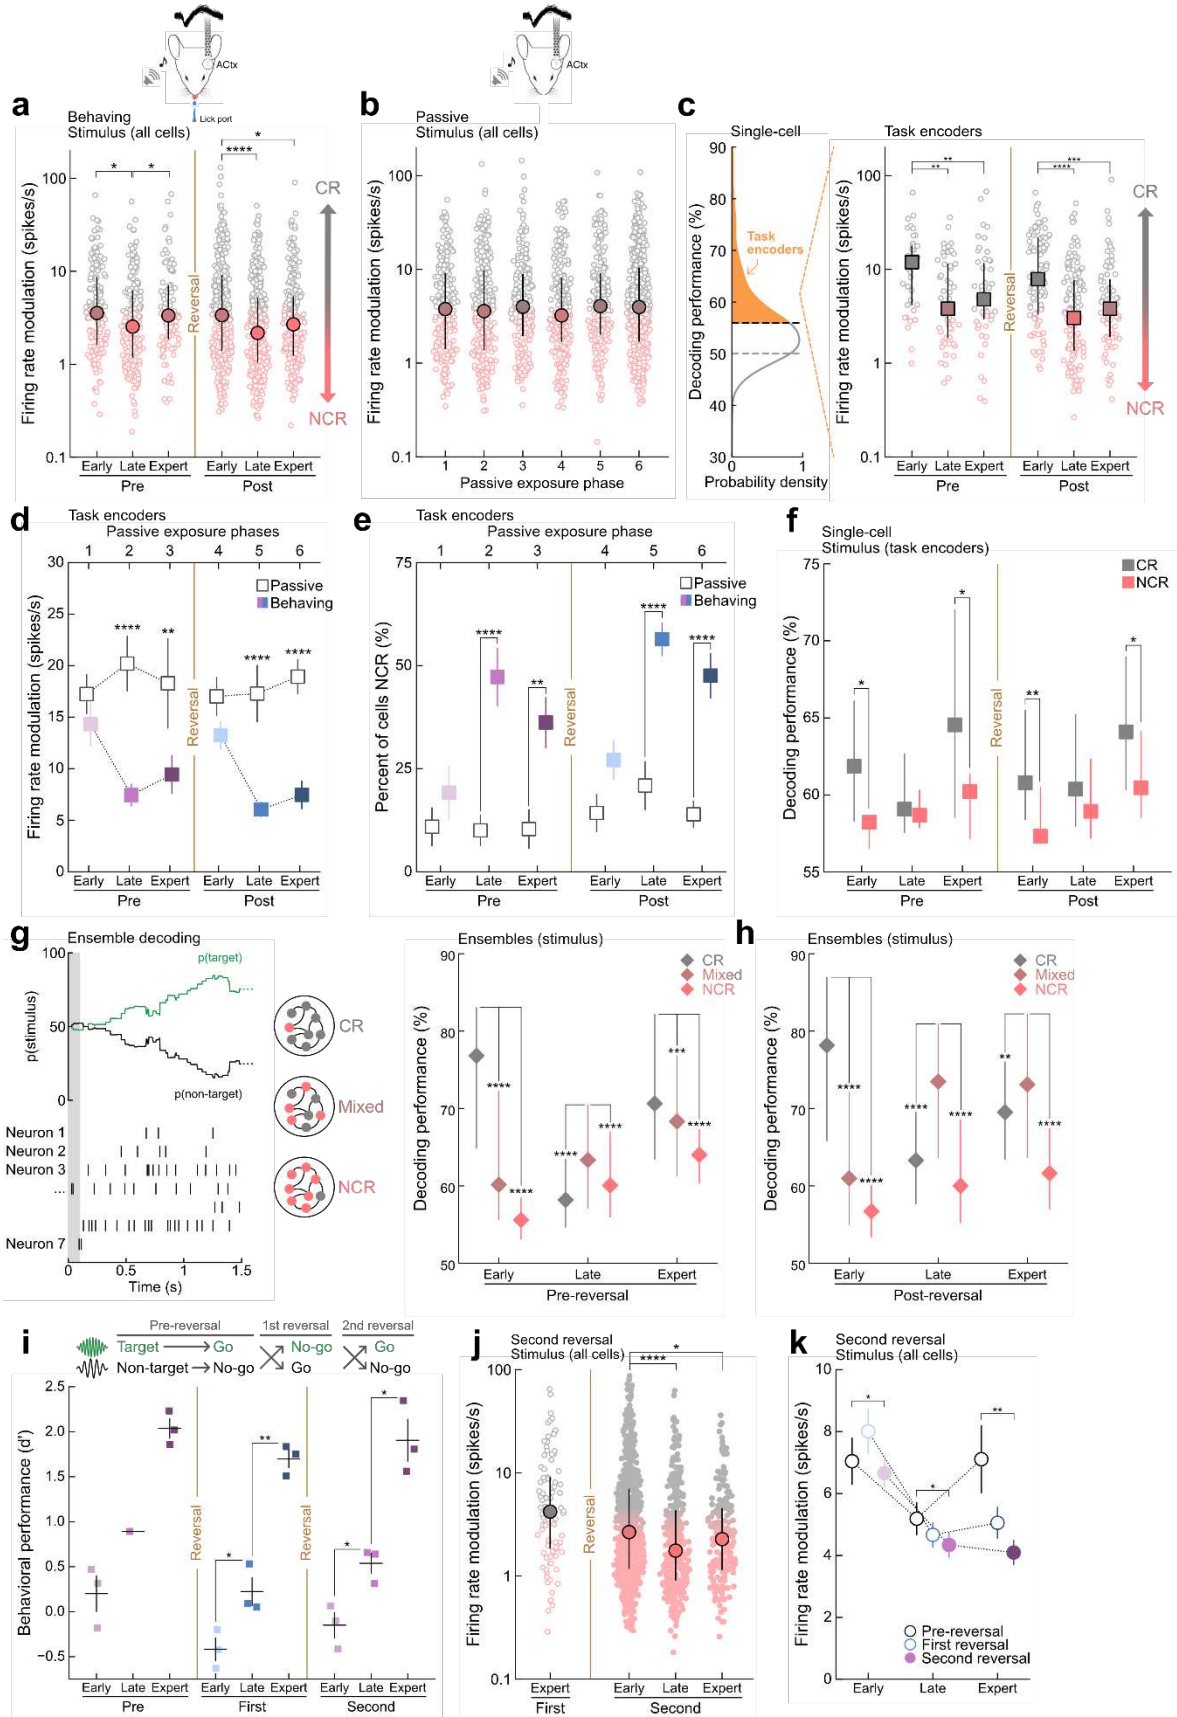 ACtx
Lick port
ACtx
a
Behaving
Stimulus (all cells)
Firing rate modulation (spikes/s)
100
10
1
0.1
*
*
****
*
Reversal
CR
NCR
Early Late Expert
Early Late Expert
Pre
Post
b
Passive
Stimulus (all cells)
Firing rate modulation (spikes/s)
100
10
1
0.1
1 2 3 4 5 6
Passive exposure phase
c
Single-cell
Decoding performance (%)
90
80
70
60
50
40
30
Task
encoders
0 1
Probability density
Task encoders
Firing rate modulation (spikes/s)
100
10
1
0.1
**
**
***
****
Reversal
CR
NCR
Early Late Expert
Early Late Expert
Pre
Post
d
Task encoders
Passive exposure phases
1 2 3 4 5 6
Firing rate modulation (spikes/s)
30
25
20
15
10
5
0
Passive
Behaving
****
**
****
****
Reversal
Early Late Expert
Early Late Expert
Pre
Post
e
Task encoders
Passive exposure phase
1 2 3 4 5 6
Percent of cells NCR (%)
75
50
25
0
Passive
Behaving
****
**
****
****
Reversal
Early Late Expert
Early Late Expert
Pre
Post
f
Single-cell
Stimulus (task encoders)
Decoding performance (%)
75
70
65
60
55
CR
NCR
*
*
**
*
Reversal
Early Late Expert
Early Late Expert
Pre
Post
g
Ensemble decoding
p(stimulus)
100
50
0
p(target)
p(non-target)
Neuron 1
Neuron 2
Neuron 3
...
Neuron 7
0 0.5 1 1.5
Time (s)
CR
Mixed
NCR
Ensembles (stimulus)
Decoding performance (%)
90
80
70
60
50
CR
Mixed
NCR
****
****
****
****
***
****
Early Late Expert
Pre-reversal
h
Ensembles (stimulus)
Decoding performance (%)
90
80
70
60
50
CR
Mixed
NCR
****
****
****
****
**
****
Early Late Expert
Post-reversal
i
Pre-reversal 1st reversal 2nd reversal
Target Go No-go Go
Non-target No-go Go No-go
Behavioral performance (d')
2.5
2.0
1.5
1.0
0.5
0.0
−0.5
*
**
*
*
Reversal
Reversal
Early Late Expert
Early Late Expert
Early Late Expert
Pre
First
Second
j
Second reversal
Stimulus (all cells)
Firing rate modulation (spikes/s)
100
10
1
0.1
****
*
Reversal
Expert
Early Late Expert
First
Second
k
Second reversal
Stimulus (all cells)
Firing rate modulation (spikes/s)
10
8
6
4
2
0
*
*
**
Pre-reversal
First reversal
Second reversal
Early Late Expert